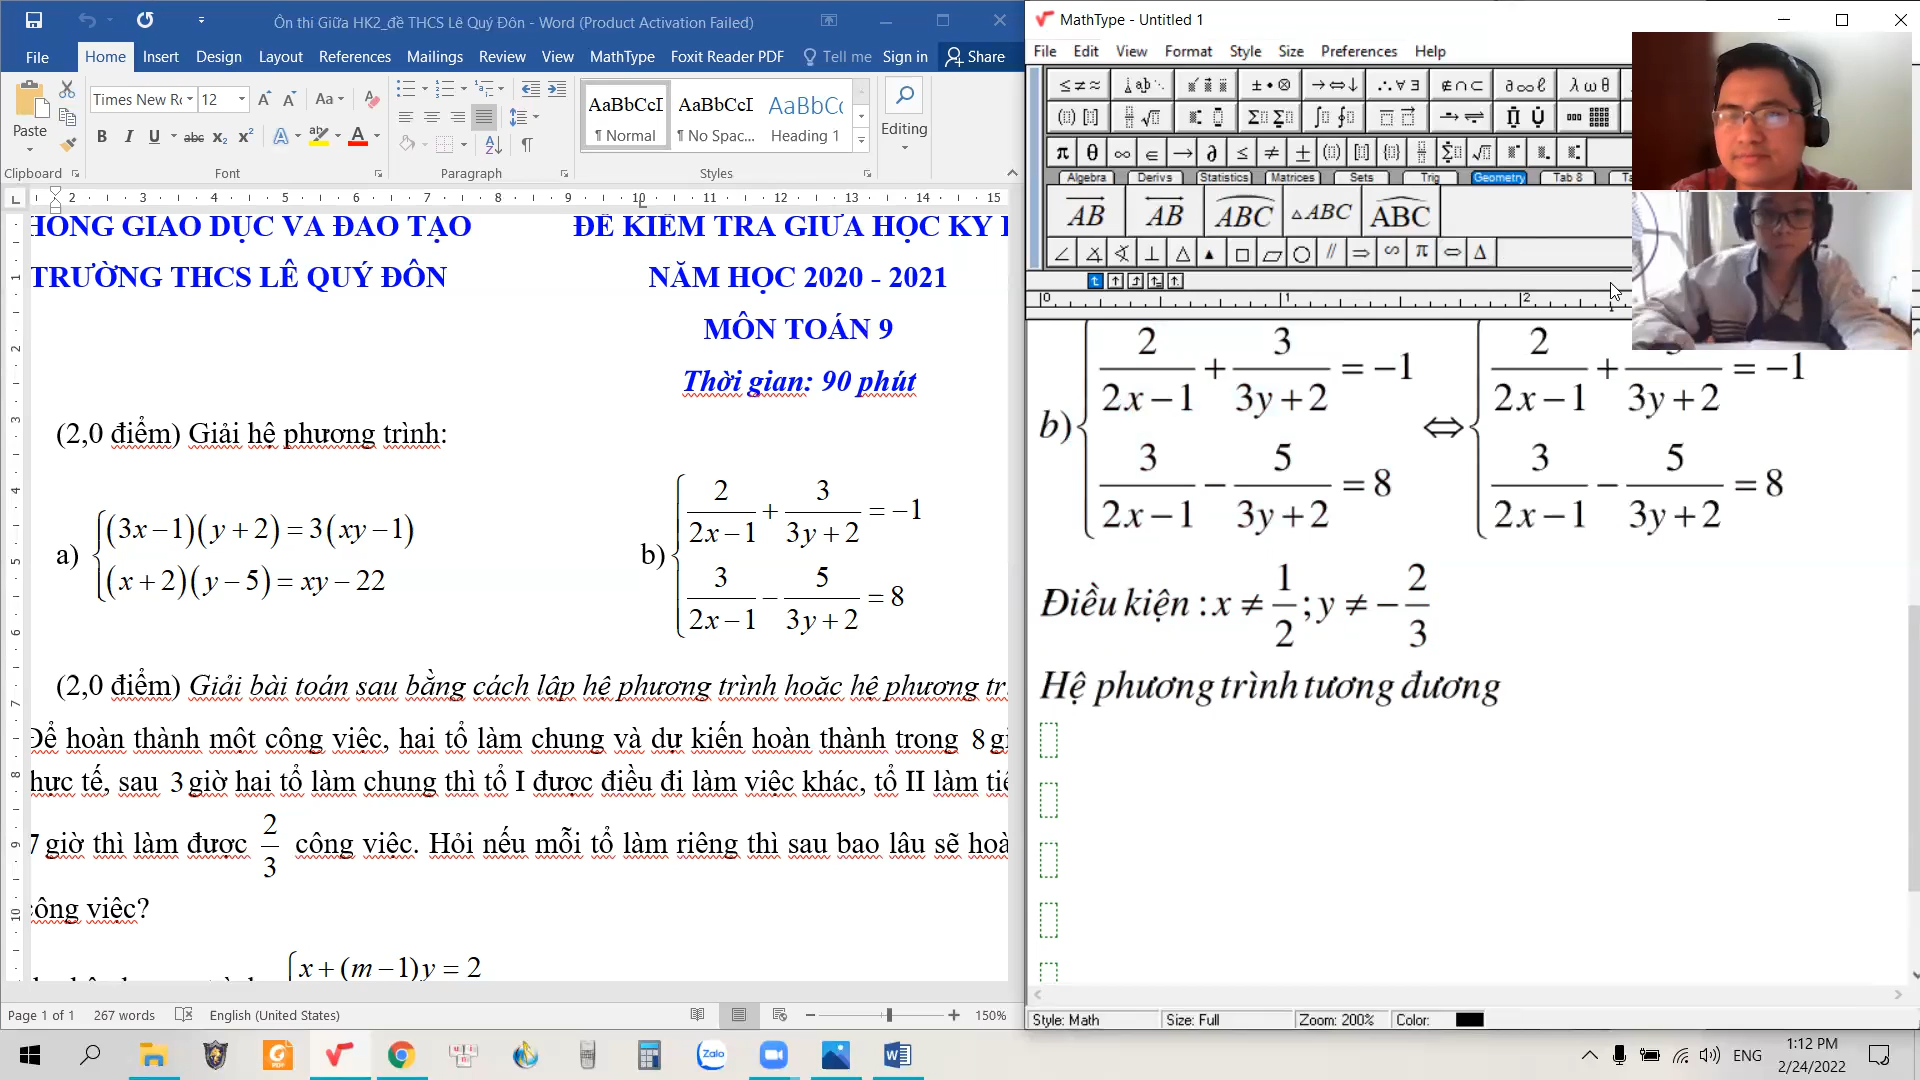 Ôn thi Giữa HK2_đề THCS Lê Quý Đôn - Word (Product Activation Failed)
File Home Insert Design Layout References Mailings Review View MathType Foxit Reader PDF Tell me Sign in Share
Paste
Times New Ro 12
AaBbCcI AaBbCcI AaBbCc
¶ Normal ¶ No Spac... Heading 1
Editing
Clipboard Font Paragraph Styles
HÒNG GIÁO DỤC VÀ ĐÀO TẠO
TRƯỜNG THCS LÊ QUÝ ĐÔN
ĐỀ KIỂM TRA GIỮA HỌC KỲ I
NĂM HỌC 2020 - 2021
MÔN TOÁN 9
Thời gian: 90 phút
(2,0 điểm) Giải hệ phương trình:
a) { (3x − 1)(y + 2) = 3(xy − 1)
(x + 2)(y − 5) = xy − 22
b) { 2/(2x − 1) + 3/(3y + 2) = −1
3/(2x − 1) − 5/(3y + 2) = 8
(2,0 điểm) Giải bài toán sau bằng cách lập hệ phương trình hoặc hệ phương tr
Để hoàn thành một công việc, hai tổ làm chung và dự kiến hoàn thành trong 8 gi
hực tế, sau 3 giờ hai tổ làm chung thì tổ I được điều đi làm việc khác, tổ II làm tiế
7 giờ thì làm được 2/3 công việc. Hỏi nếu mỗi tổ làm riêng thì sau bao lâu sẽ hoà
công việc?
{ x + (m − 1)y = 2
Page 1 of 1 267 words English (United States) 150%
MathType - Untitled 1
File Edit View Format Style Size Preferences Help
Algebra Derivs Statistics Matrices Sets Trig Geometry Tab 8
AB AB ABC △ABC ABC
b) { 2/(2x − 1) + 3/(3y + 2) = −1 ⇔ { 2/(2x − 1) + 3/(3y + 2) = −1
3/(2x − 1) − 5/(3y + 2) = 8 3/(2x − 1) − 5/(3y + 2) = 8
Điều kiện : x ≠ 1/2 ; y ≠ − 2/3
Hệ phương trình tương đương
Style: Math Size: Full Zoom: 200% Color:
Zalo
ENG
1:12 PM
2/24/2022